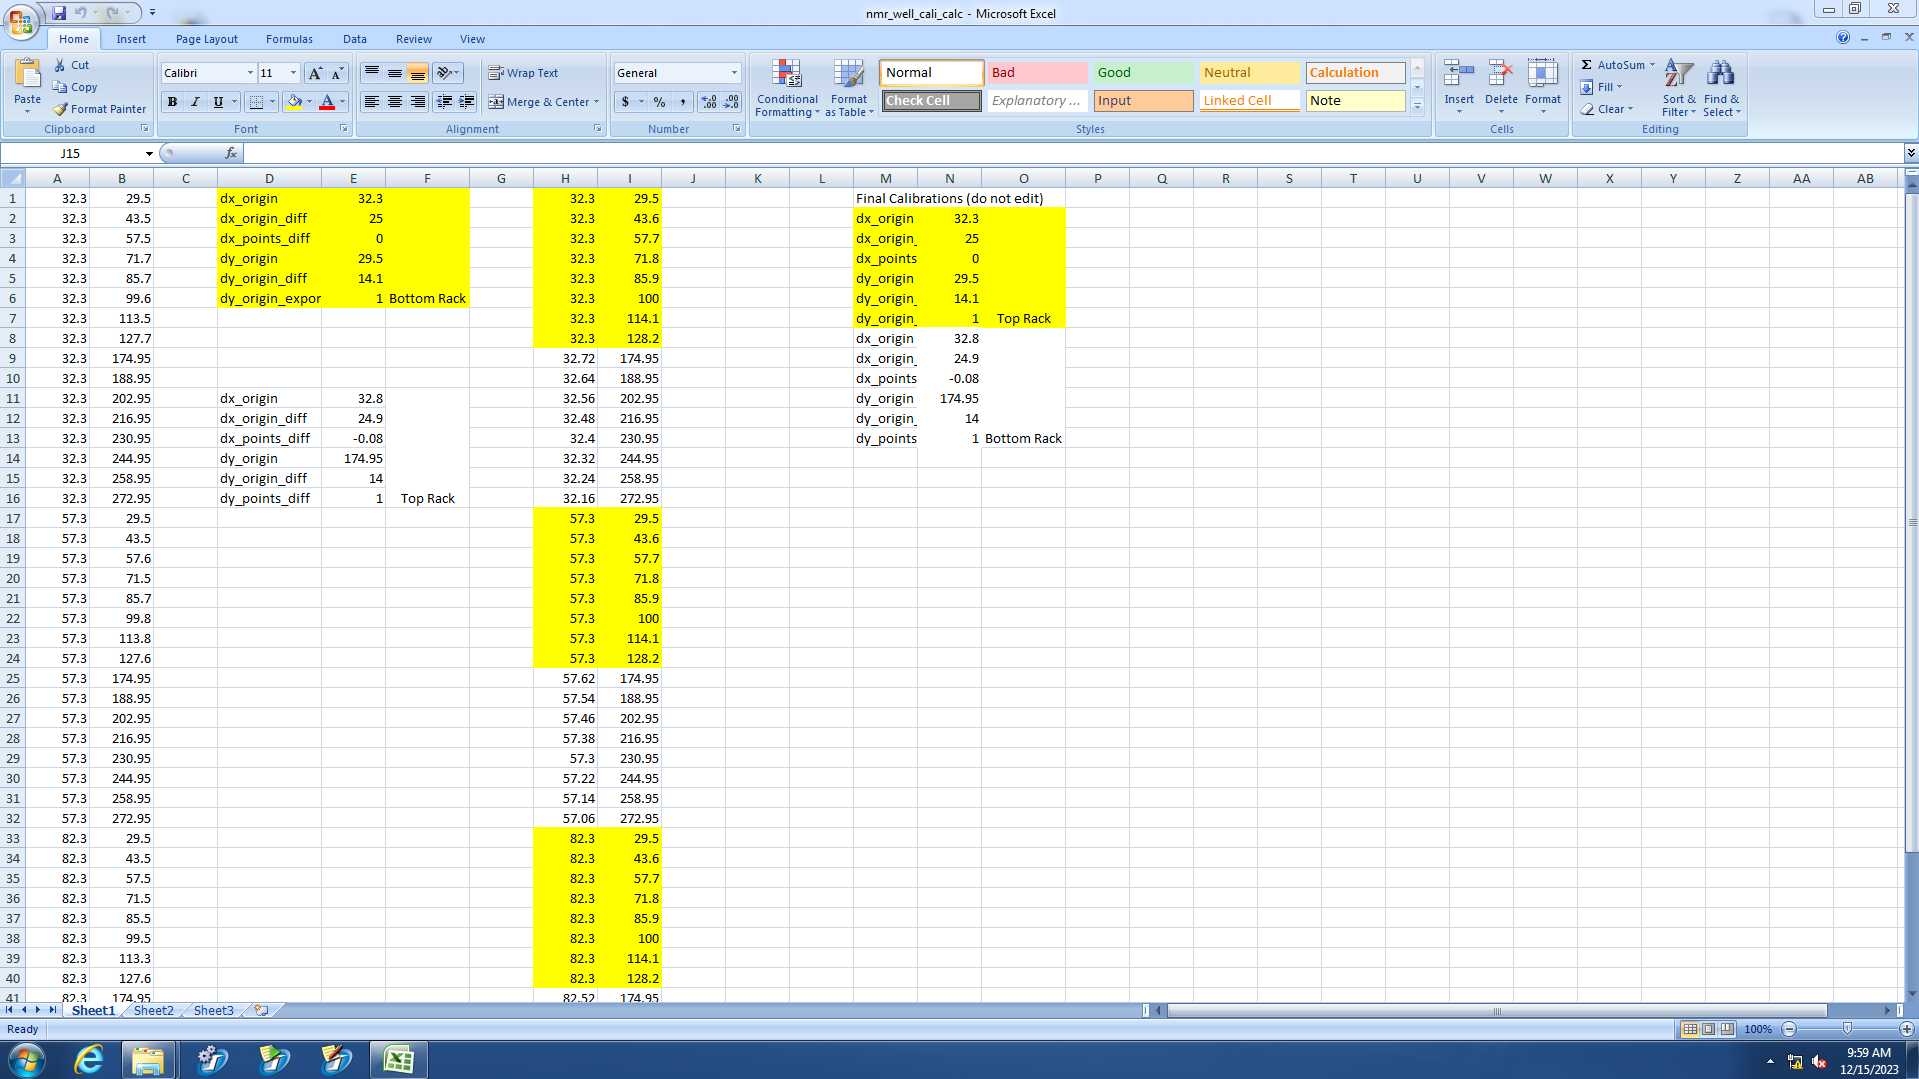 nmr_well_cali_calc - Microsoft Excel
Home Insert Page Layout Formulas Data Review View
Paste Cut Copy Format Painter Clipboard
Calibri 11 A A B I U A Font
Wrap Text Merge & Center Alignment
General $ % , .00 Number
Conditional Formatting Format as Table Normal Bad Good Neutral Calculation
Check Cell Explanatory ... Input Linked Cell Note Styles
Insert Delete Format Cells
Σ AutoSum Fill Clear Sort & Filter Find & Select Editing
J15 fx
A B C D E F G H I J K L M N O P Q R S T U V W X Y Z AA AB
1 32.3 29.5 dx_origin 32.3 32.3 29.5 Final Calibrations (do not edit)
2 32.3 43.5 dx_origin_diff 25 32.3 43.6 dx_origin 32.3
3 32.3 57.5 dx_points_diff 0 32.3 57.7 dx_origin_ 25
4 32.3 71.7 dy_origin 29.5 32.3 71.8 dx_points 0
5 32.3 85.7 dy_origin_diff 14.1 32.3 85.9 dy_origin 29.5
6 32.3 99.6 dy_origin_expor 1 Bottom Rack 32.3 100 dy_origin_ 14.1
7 32.3 113.5 32.3 114.1 dy_origin_ 1 Top Rack
8 32.3 127.7 32.3 128.2 dx_origin 32.8
9 32.3 174.95 32.72 174.95 dx_origin_ 24.9
10 32.3 188.95 32.64 188.95 dx_points -0.08
11 32.3 202.95 dx_origin 32.8 32.56 202.95 dy_origin 174.95
12 32.3 216.95 dx_origin_diff 24.9 32.48 216.95 dy_origin_ 14
13 32.3 230.95 dx_points_diff -0.08 32.4 230.95 dy_points 1 Bottom Rack
14 32.3 244.95 dy_origin 174.95 32.32 244.95
15 32.3 258.95 dy_origin_diff 14 32.24 258.95
16 32.3 272.95 dy_points_diff 1 Top Rack 32.16 272.95
17 57.3 29.5 57.3 29.5
18 57.3 43.5 57.3 43.6
19 57.3 57.6 57.3 57.7
20 57.3 71.5 57.3 71.8
21 57.3 85.7 57.3 85.9
22 57.3 99.8 57.3 100
23 57.3 113.8 57.3 114.1
24 57.3 127.6 57.3 128.2
25 57.3 174.95 57.62 174.95
26 57.3 188.95 57.54 188.95
27 57.3 202.95 57.46 202.95
28 57.3 216.95 57.38 216.95
29 57.3 230.95 57.3 230.95
30 57.3 244.95 57.22 244.95
31 57.3 258.95 57.14 258.95
32 57.3 272.95 57.06 272.95
33 82.3 29.5 82.3 29.5
34 82.3 43.5 82.3 43.6
35 82.3 57.5 82.3 57.7
36 82.3 71.5 82.3 71.8
37 82.3 85.5 82.3 85.9
38 82.3 99.5 82.3 100
39 82.3 113.3 82.3 114.1
40 82.3 127.6 82.3 128.2
41 82.3 174.95 82.52 174.95
Sheet1 Sheet2 Sheet3
Ready 100%
9:59 AM
12/15/2023